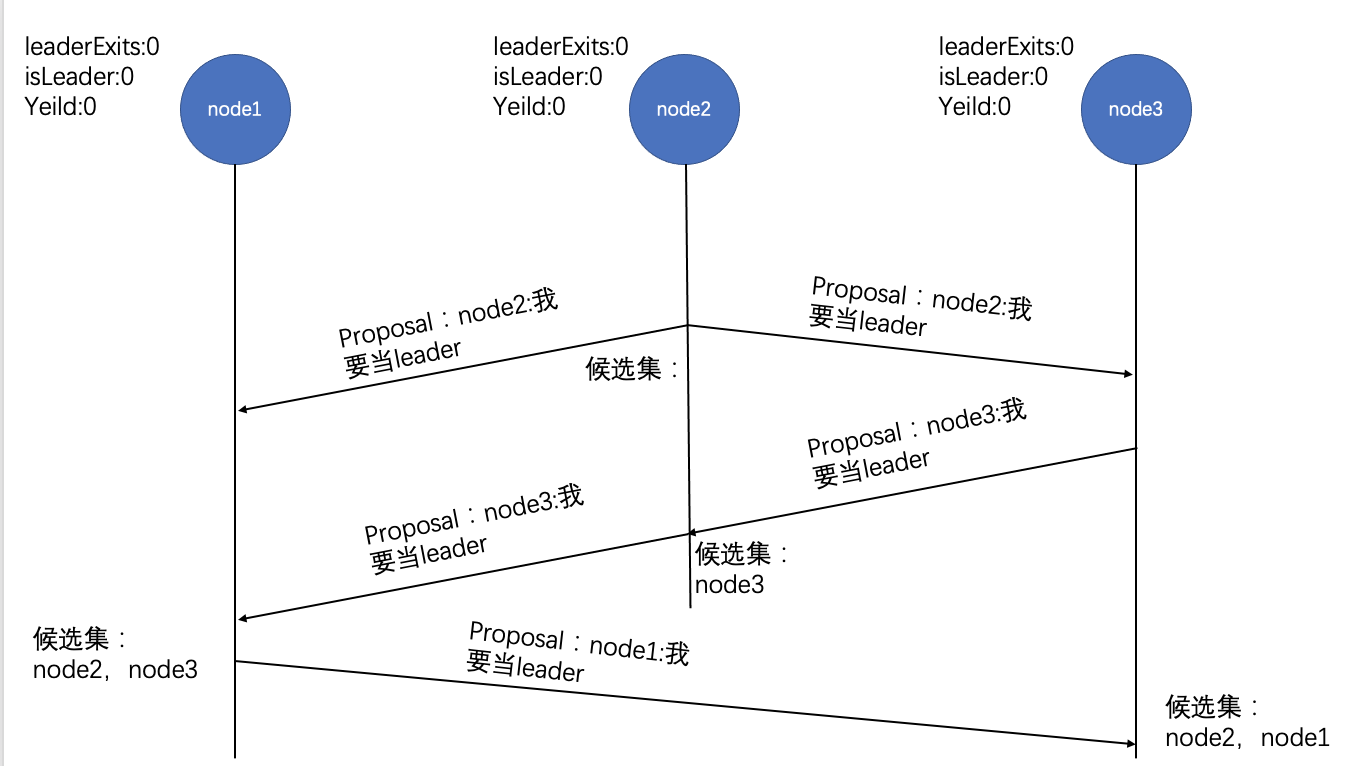 leaderExits:0
isLeader:0
Yeild:0
node1
leaderExits:0
isLeader:0
Yeild:0
node2
leaderExits:0
isLeader:0
Yeild:0
node3
Proposal：node2:我
要当leader
Proposal：node2:我
要当leader
候选集：
Proposal：node3:我
要当leader
Proposal：node3:我
要当leader
候选集：
node3
候选集：
node2，node3
Proposal：node1:我
要当leader
候选集：
node2，node1